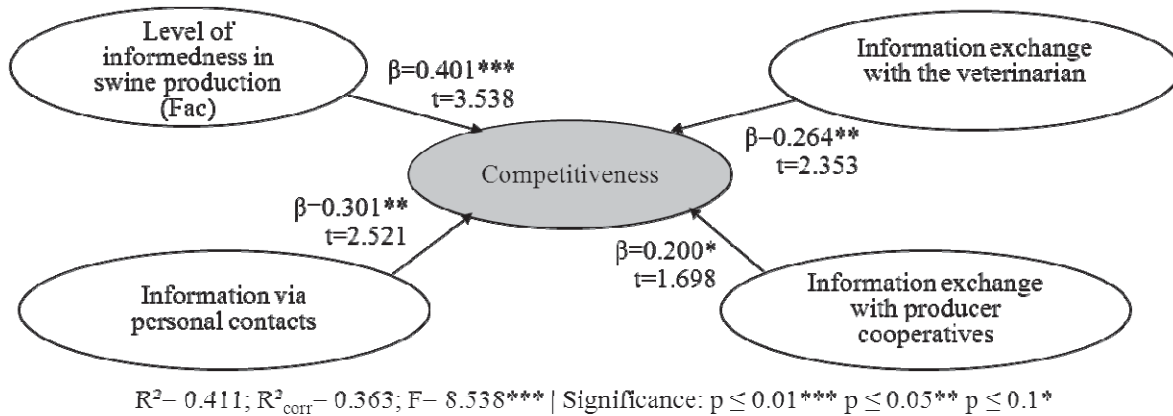 Level of
informedness in
swine production
(Fac)
β=0.401***
t=3.538
Information exchange
with the veterinarian
β=0.264**
t=2.353
Competitiveness
β=0.301**
t=2.521
Information via
personal contacts
β=0.200*
t=1.698
Information exchange
with producer
cooperatives
R²= 0.411; R²corr= 0.363; F= 8.538*** | Significance: p ≤ 0.01*** p ≤ 0.05** p ≤ 0.1*